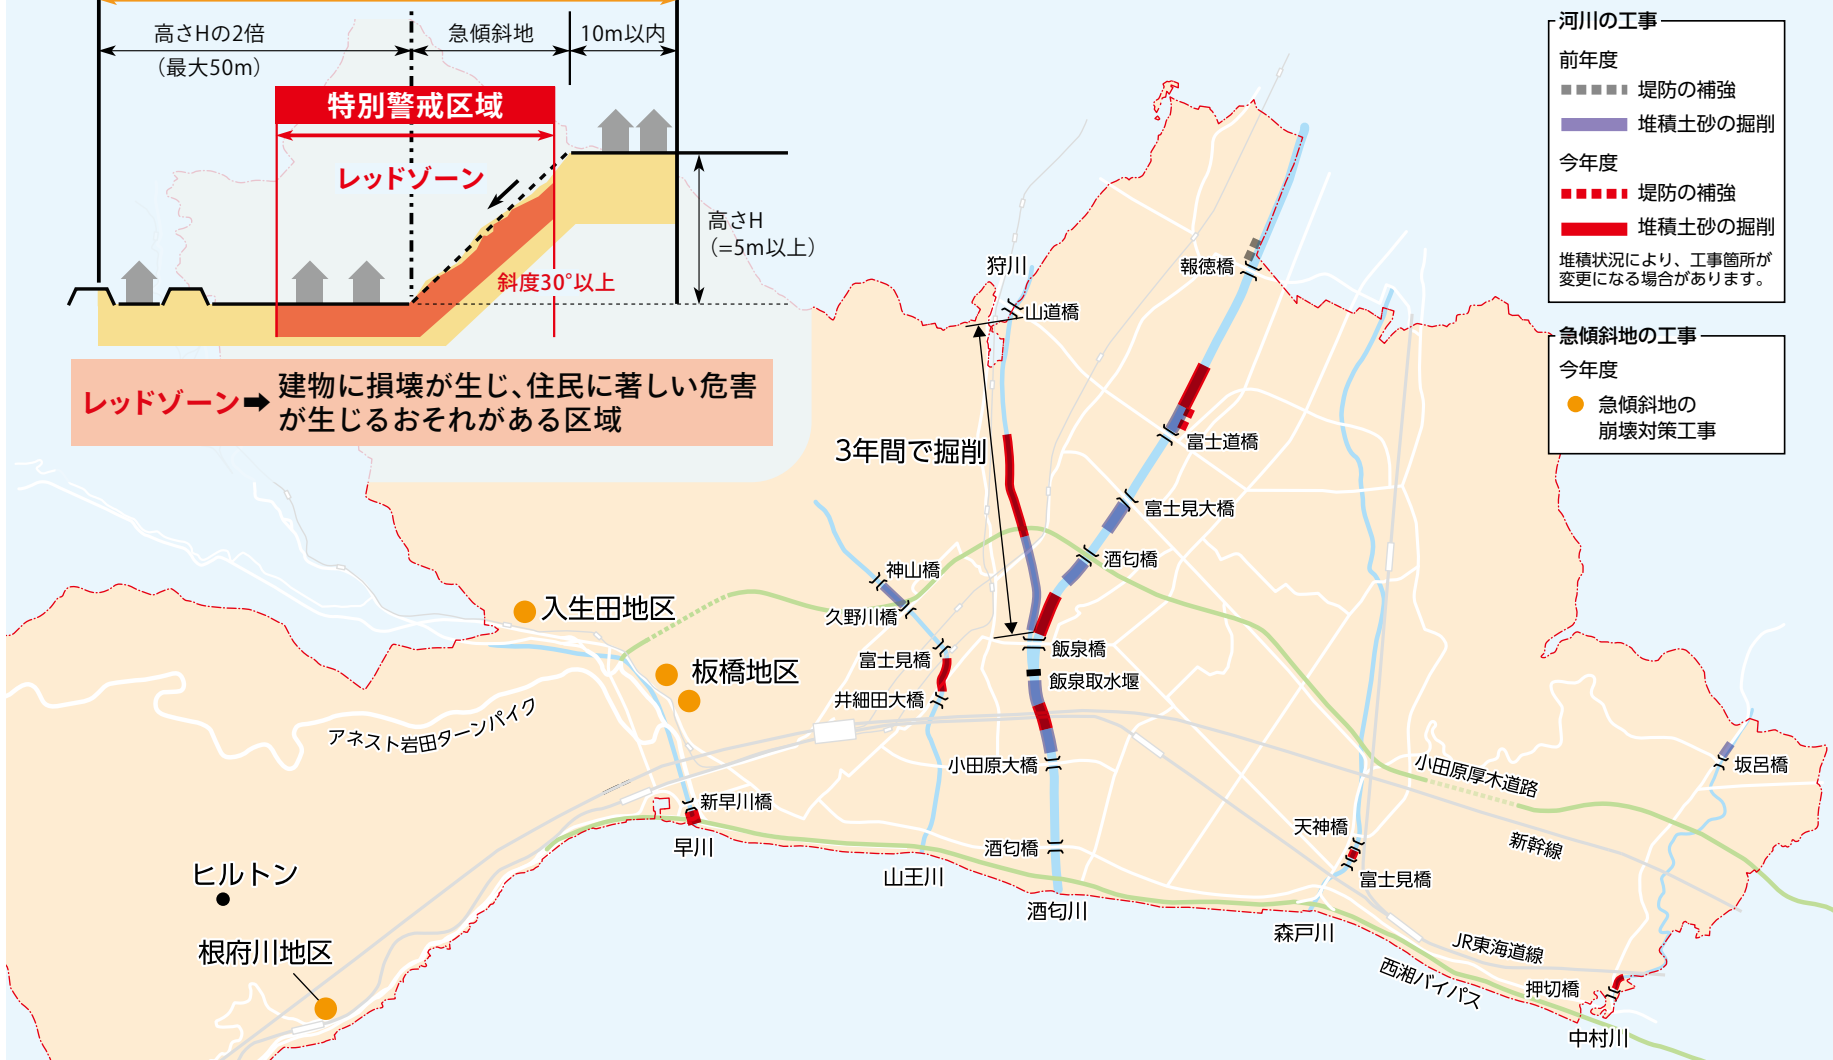 高さHの2倍
（最大50m）
急傾斜地
10m以内
特別警戒区域
レッドゾーン
高さH
（=5m以上）
斜度30°以上
レッドゾーン➡建物に損壊が生じ、住民に著しい危害
が生じるおそれがある区域
河川の工事
前年度
堤防の補強
堆積土砂の掘削
今年度
堤防の補強
堆積土砂の掘削
堆積状況により、工事箇所が
変更になる場合があります。
急傾斜地の工事
今年度
急傾斜地の
崩壊対策工事
狩川
山道橋
報徳橋
3年間で掘削
富士道橋
富士見大橋
酒匂橋
神山橋
久野川橋
入生田地区
板橋地区
富士見橋
井細田大橋
飯泉橋
飯泉取水堰
アネスト岩田ターンパイク
小田原大橋
小田原厚木道路
坂呂橋
新早川橋
早川
天神橋
新幹線
酒匂橋
山王川
富士見橋
ヒルトン
酒匂川
森戸川
根府川地区
JR東海道線
西湘バイパス
押切橋
中村川